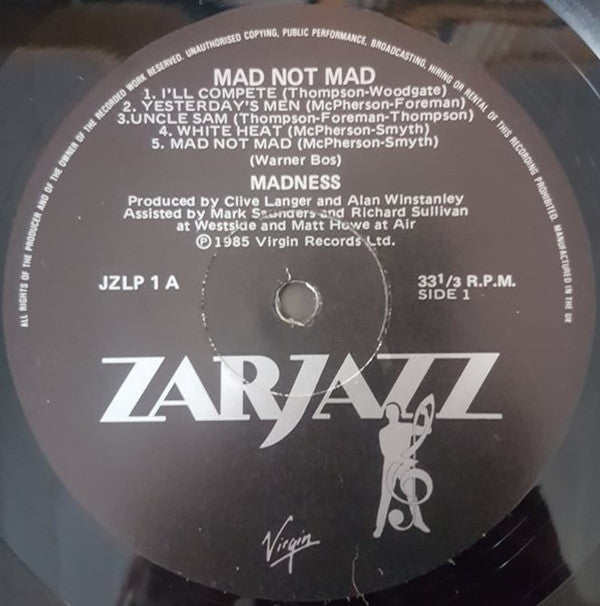 ALL RIGHTS OF THE PRODUCER AND OF THE OWNER OF THE RECORDED WORK RESERVED. UNAUTHORISED COPYING, PUBLIC PERFORMANCE, BROADCASTING, HIRING OR RENTAL OF THIS RECORDING PROHIBITED. MANUFACTURED IN THE UK
MAD NOT MAD
1. I'LL COMPETE (Thompson-Woodgate)
2. YESTERDAY'S MEN (McPherson-Foreman)
3.UNCLE SAM (Thompson-Foreman-Thompson)
4. WHITE HEAT (McPherson-Smyth)
5. MAD NOT MAD (McPherson-Smyth)
(Warner Bos)
MADNESS
Produced by Clive Langer and Alan Winstanley
Assisted by Mark Saunders and Richard Sullivan
at Westside and Matt Howe at Air
Ⓟ 1985 Virgin Records Ltd.
JZLP 1 A
33 1/3 R.P.M.
SIDE 1
ZARJAZZ
Virgin